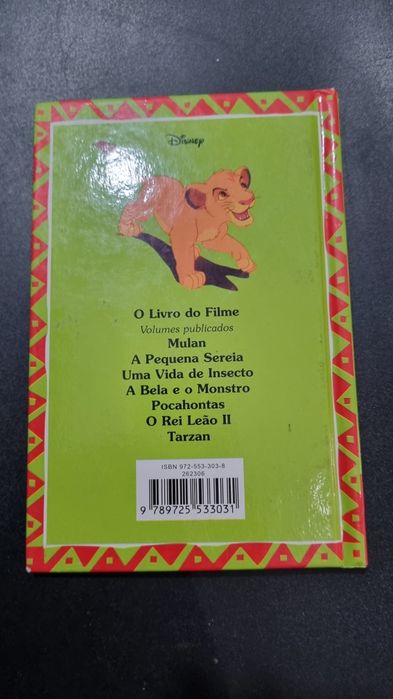 Disney
O Livro do Filme
Volumes publicados
Mulan
A Pequena Sereia
Uma Vida de Insecto
A Bela e o Monstro
Pocahontas
O Rei Leão II
Tarzan
ISBN 972-553-303-8
262306
9 789725 533031